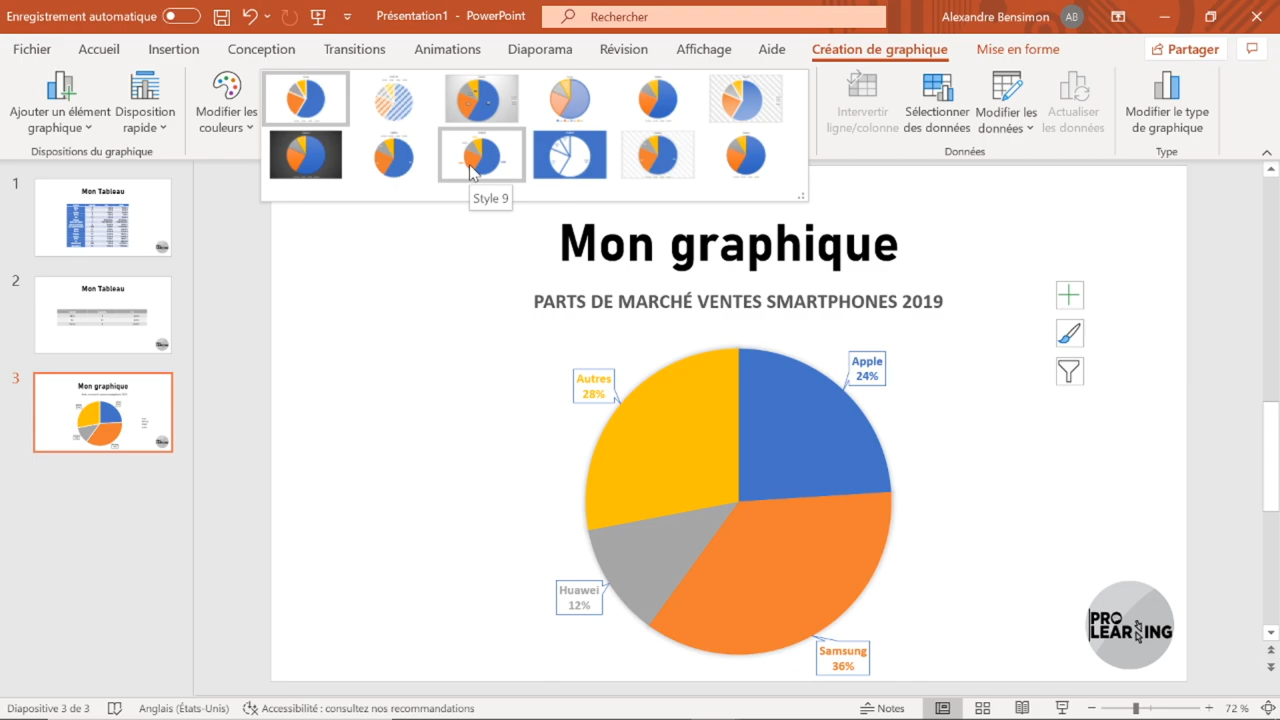 Enregistrement automatique
Présentation1 - PowerPoint
Rechercher
Alexandre Bensimon
AB
Fichier
Accueil
Insertion
Conception
Transitions
Animations
Diaporama
Révision
Affichage
Aide
Création de graphique
Mise en forme
Partager
Ajouter un élément
graphique
Disposition
rapide
Modifier les
couleurs
Intervertir
ligne/colonne
Sélectionner
des données
Modifier les
données
Actualiser
les données
Modifier le type
de graphique
Dispositions du graphique
Données
Type
Style 9
1
Mon Tableau
2
Mon Tableau
3
Mon graphique
Mon graphique
PARTS DE MARCHÉ VENTES SMARTPHONES 2019
Apple
24%
Autres
28%
Huawei
12%
Samsung
36%
PRO
LEARNING
Diapositive 3 de 3
Anglais (États-Unis)
Accessibilité : consultez nos recommandations
Notes
72 %